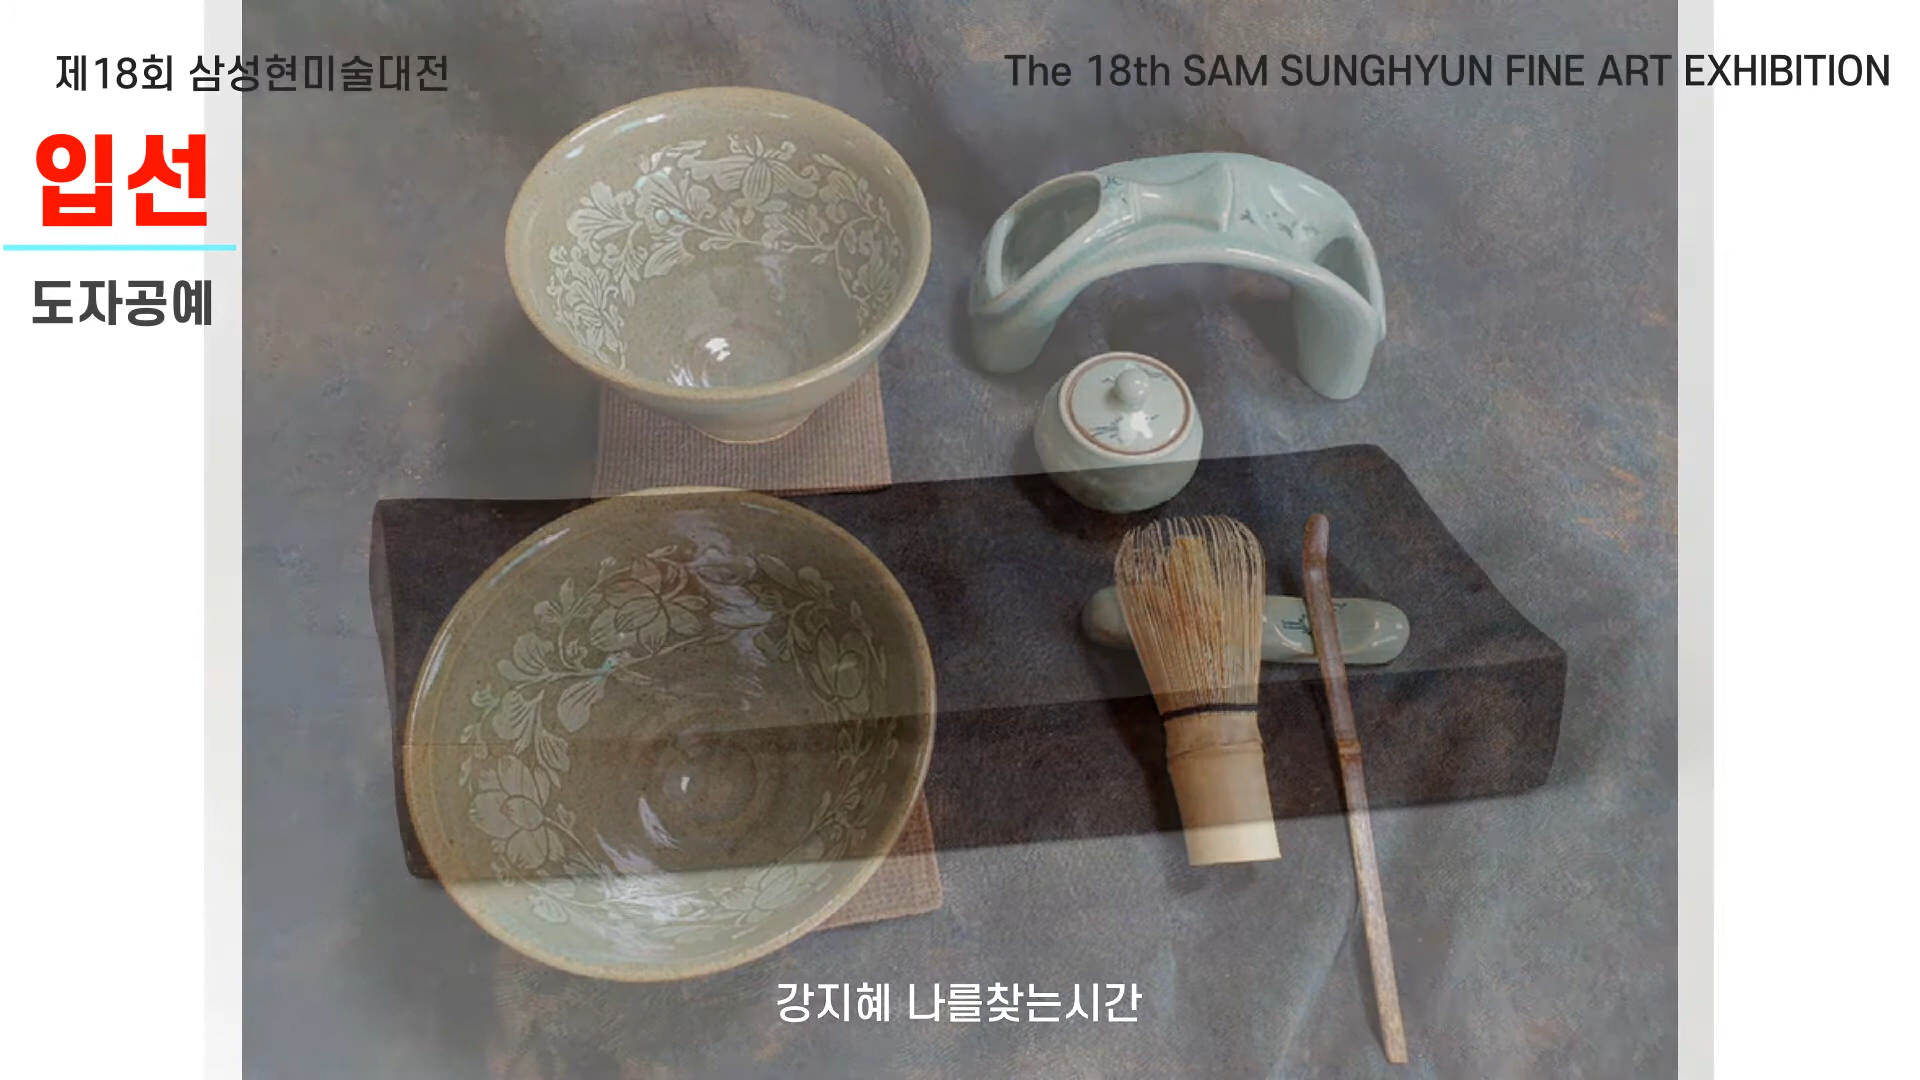 제18회 삼성현미술대전
The 18th SAM SUNGHYUN FINE ART EXHIBITION
입선
도자공예
강지혜 나를찾는시간